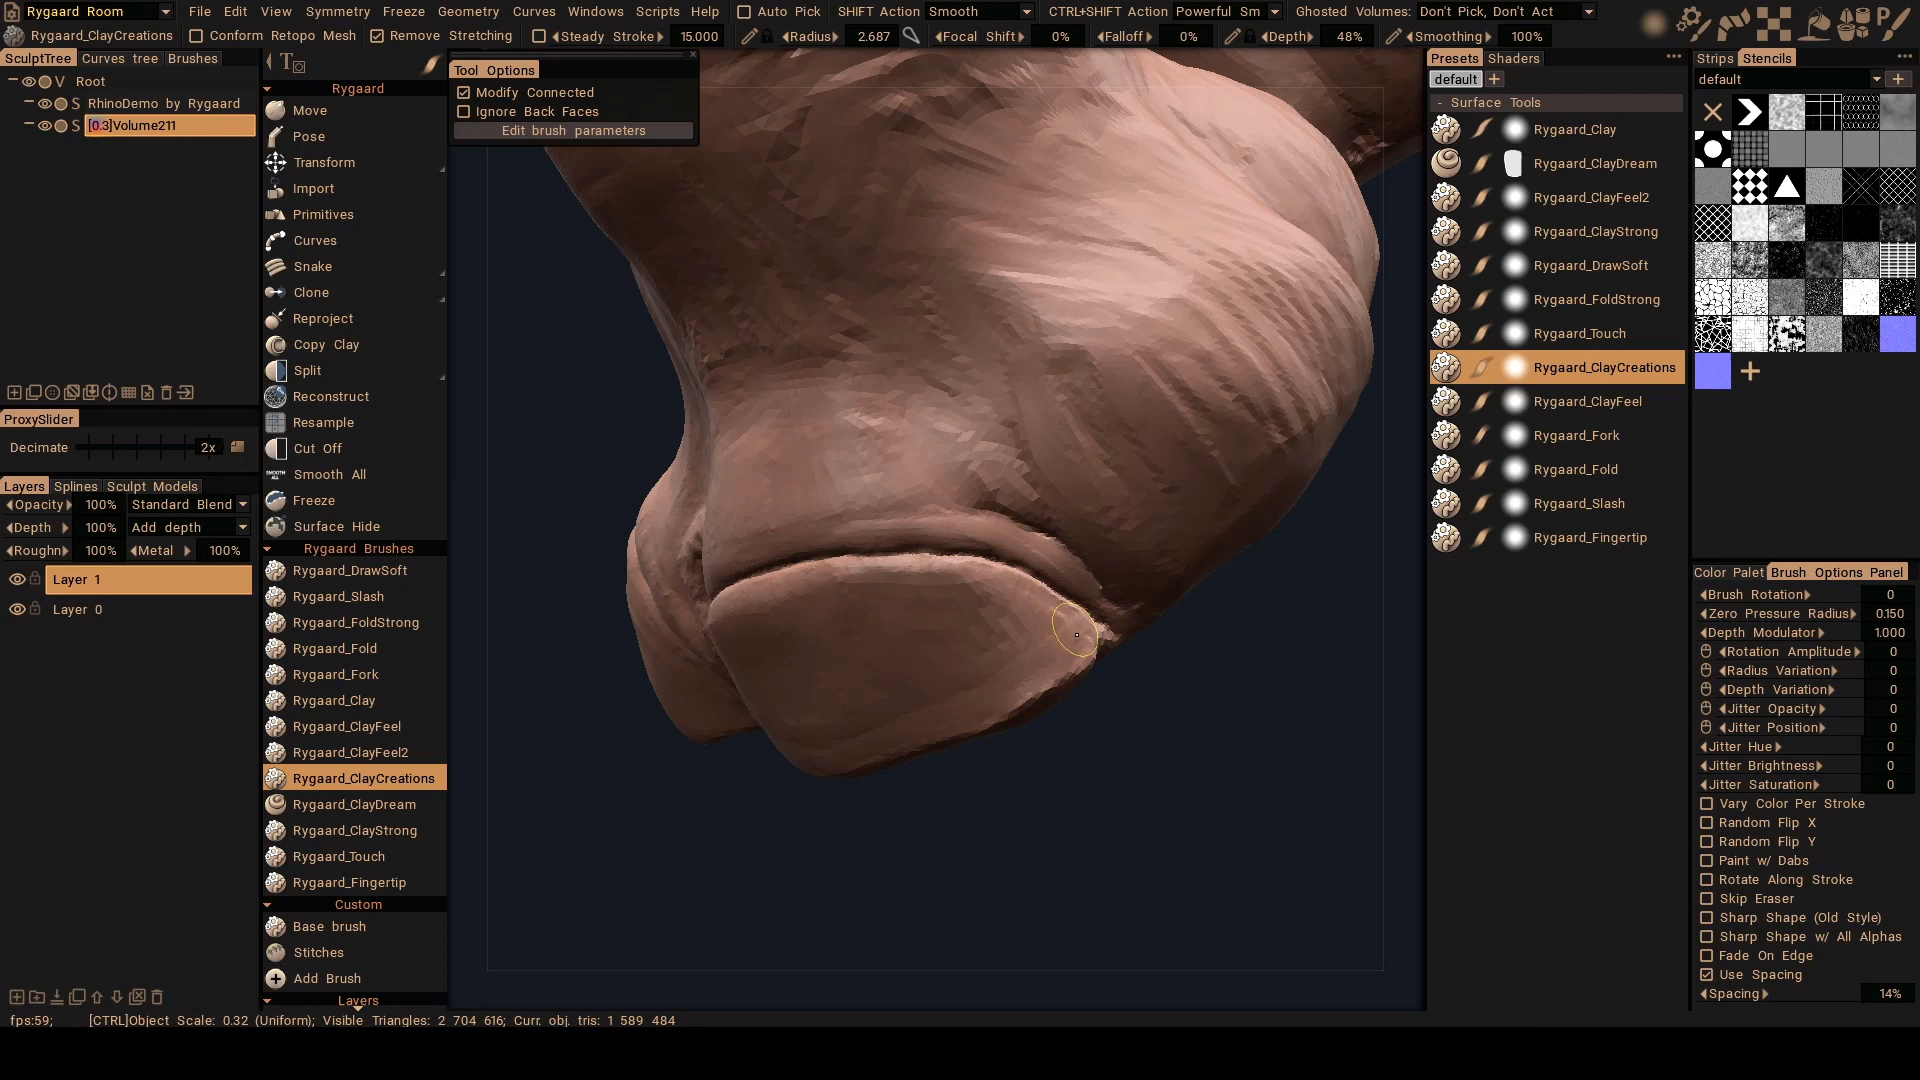 Rygaard Room File Edit View Symmetry Freeze Geometry Curves Windows Scripts Help Auto Pick SHIFT Action Smooth CTRL+SHIFT Action Powerful Sm Ghosted Volumes: Don't Pick, Don't Act
Rygaard_ClayCreations Conform Retopo Mesh Remove Stretching Steady Stroke 15.000 Radius 2.687 Focal Shift 0% Falloff 0% Depth 48% Smoothing 100%
SculptTree Curves tree Brushes
V Root
S RhinoDemo by Rygaard
S [0.3]Volume211
ProxySlider
Decimate 2x
Layers Splines Sculpt Models
Opacity 100% Standard Blend
Depth 100% Add depth
Roughn 100% Metal 100%
Layer 1
Layer 0
Rygaard
Move
Pose
Transform
Import
Primitives
Curves
Snake
Clone
Reproject
Copy Clay
Split
Reconstruct
Resample
Cut Off
SMOOTH ALL Smooth All
Freeze
Surface Hide
Rygaard Brushes
Rygaard_DrawSoft
Rygaard_Slash
Rygaard_FoldStrong
Rygaard_Fold
Rygaard_Fork
Rygaard_Clay
Rygaard_ClayFeel
Rygaard_ClayFeel2
Rygaard_ClayCreations
Rygaard_ClayDream
Rygaard_ClayStrong
Rygaard_Touch
Rygaard_Fingertip
Custom
Base brush
Stitches
Add Brush
Layers
Tool Options
Modify Connected
Ignore Back Faces
Edit brush parameters
Presets Shaders
default +
- Surface Tools
Rygaard_Clay
Rygaard_ClayDream
Rygaard_ClayFeel2
Rygaard_ClayStrong
Rygaard_DrawSoft
Rygaard_FoldStrong
Rygaard_Touch
Rygaard_ClayCreations
Rygaard_ClayFeel
Rygaard_Fork
Rygaard_Fold
Rygaard_Slash
Rygaard_Fingertip
Strips Stencils
default
Color Palet Brush Options Panel
Brush Rotation 0
Zero Pressure Radius 0.150
Depth Modulator 1.000
Rotation Amplitude 0
Radius Variation 0
Depth Variation 0
Jitter Opacity 0
Jitter Position 0
Jitter Hue 0
Jitter Brightness 0
Jitter Saturation 0
Vary Color Per Stroke
Random Flip X
Random Flip Y
Paint w/ Dabs
Rotate Along Stroke
Skip Eraser
Sharp Shape (Old Style)
Sharp Shape w/ All Alphas
Fade On Edge
Use Spacing
Spacing 14%
fps:59; [CTRL]Object Scale: 0.32 (Uniform); Visible Triangles: 2 704 616; Curr. obj. tris: 1 589 484